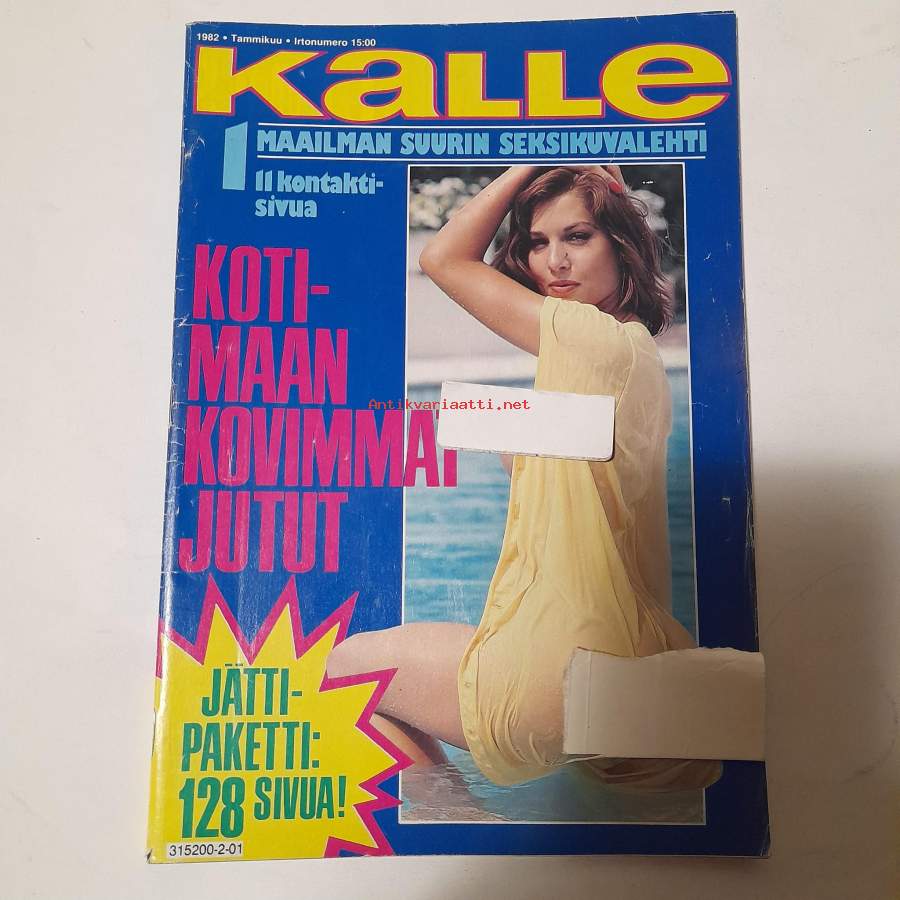 1982 • Tammikuu • Irtonumero 15:00
KaLLe
1 MAAILMAN SUURIN SEKSIKUVALEHTI
11 kontakti-
sivua
KOTI-
MAAN
KOVIMMAT
JUTUT
Antikvariaatti.net
JÄTTI-
PAKETTI:
128 SIVUA!
315200-2-01